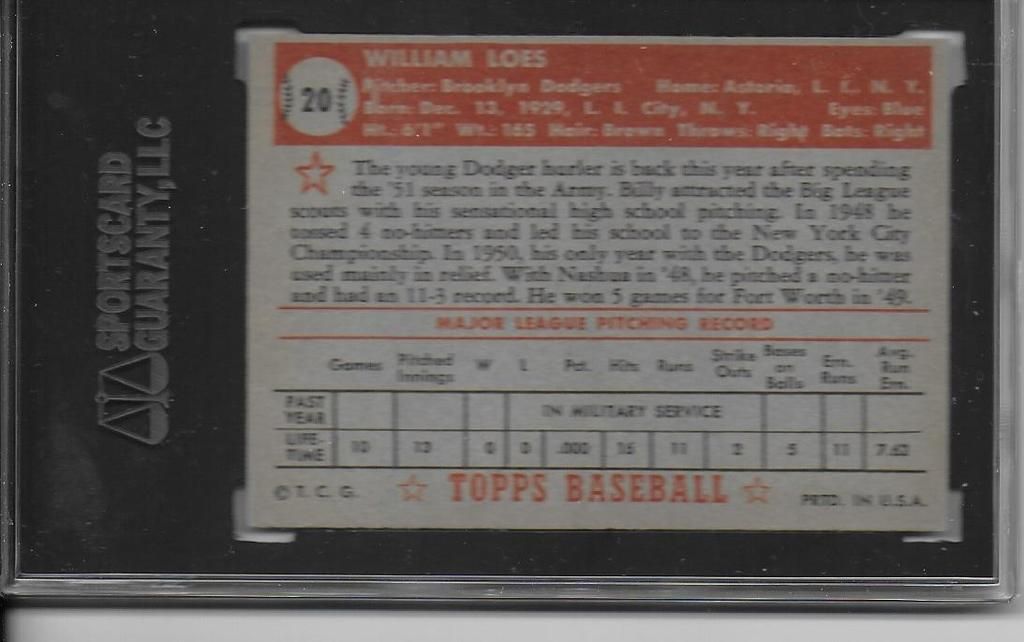 SPORTSCARD
GUARANTY, LLC
20
WILLIAM LOES
Pitcher: Brooklyn Dodgers Home: Astoria, L. I., N. Y.
Born: Dec. 13, 1929, L. I. City, N. Y. Eyes: Blue
Ht.: 6'1" Wt.: 165 Hair: Brown Throws: Right Bats: Right
The young Dodger hurler is back this year after spending
the '51 season in the Army. Billy attracted the Big League
scouts with his sensational high school pitching. In 1948 he
tossed 4 no-hitters and led his school to the New York City
Championship. In 1950, his only year with the Dodgers, he was
used mainly in relief. With Nashua in '48, he pitched a no-hitter
and had an 11-3 record. He won 5 games for Fort Worth in '49.
MAJOR LEAGUE PITCHING RECORD
Games Pitched Innings W L Pct. Hits Runs Strike Outs Bases on Balls Ern. Runs Avg. Run Ern.
PAST YEAR IN MILITARY SERVICE
LIFE-TIME 10 13 0 0 .000 16 11 2 5 11 7.62
© T. C. G. TOPPS BASEBALL PRTD. IN U.S.A.